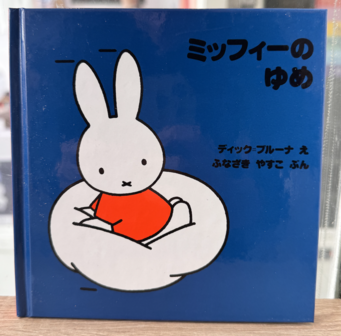 ミッフィーの
ゆめ
ディック・ブルーナ え
ふなざき やすこ ぶん